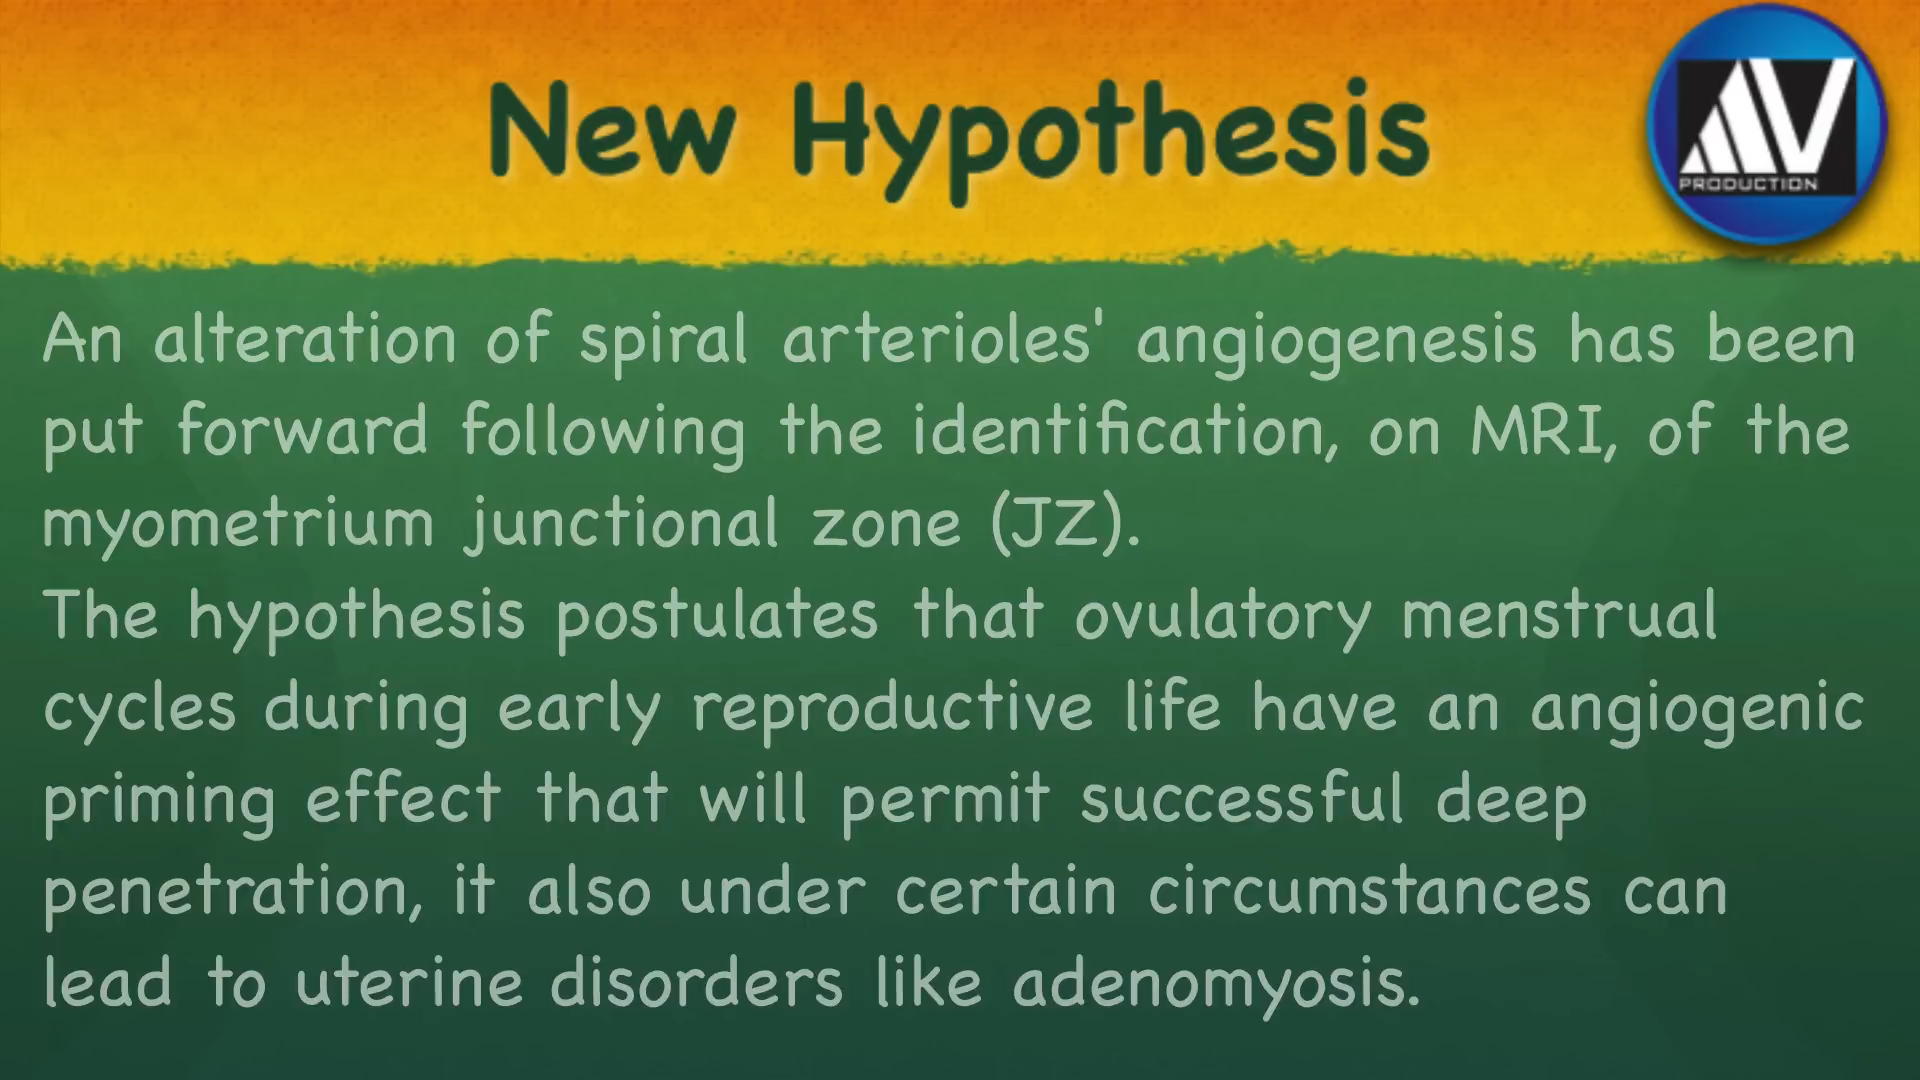 New Hypothesis
AV
PRODUCTION
An alteration of spiral arterioles' angiogenesis has been
put forward following the identification, on MRI, of the
myometrium junctional zone (JZ).
The hypothesis postulates that ovulatory menstrual
cycles during early reproductive life have an angiogenic
priming effect that will permit successful deep
penetration, it also under certain circumstances can
lead to uterine disorders like adenomyosis.